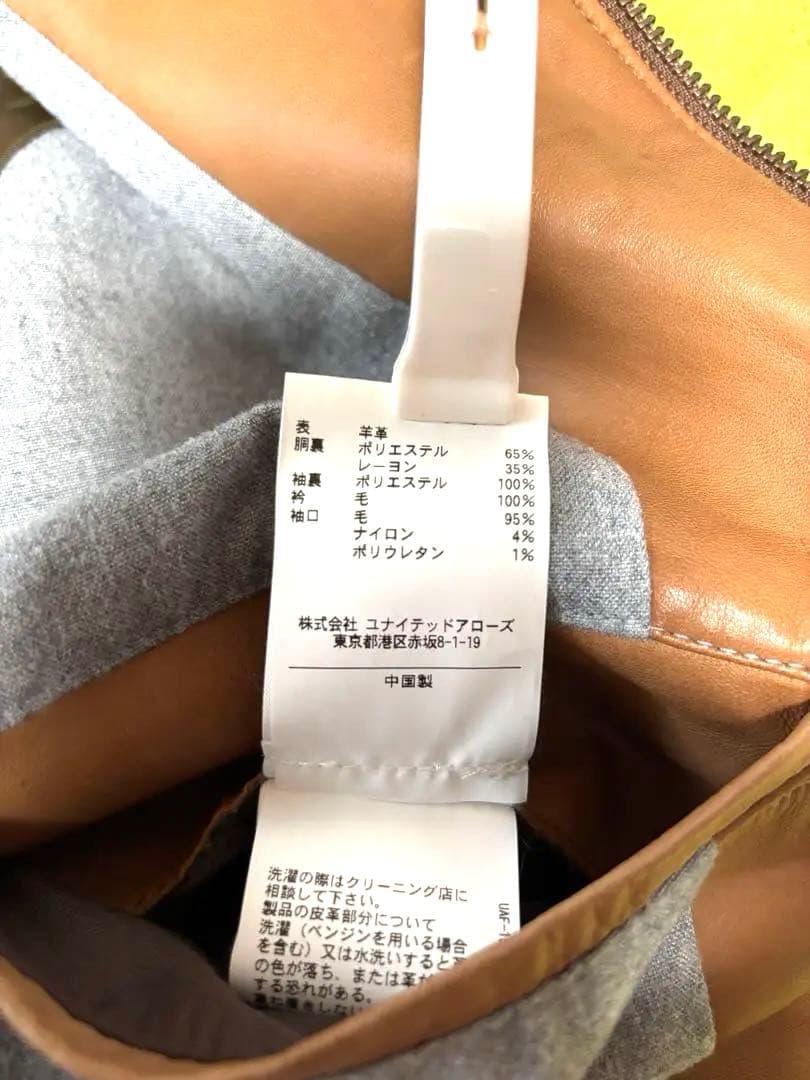 表 羊革
胴裏 ポリエステル 65%
レーヨン 35%
袖裏 ポリエステル 100%
衿 毛 100%
袖口 毛 95%
ナイロン 4%
ポリウレタン 1%
株式会社 ユナイテッドアローズ
東京都港区赤坂8-1-19
中国製
洗濯の際はクリーニング店に
相談して下さい。
製品の皮革部分について
洗濯（ベンジンを用いる場合
を含む）又は水洗いすると
の色が落ち、または革が
する恐れがある。
UAF-